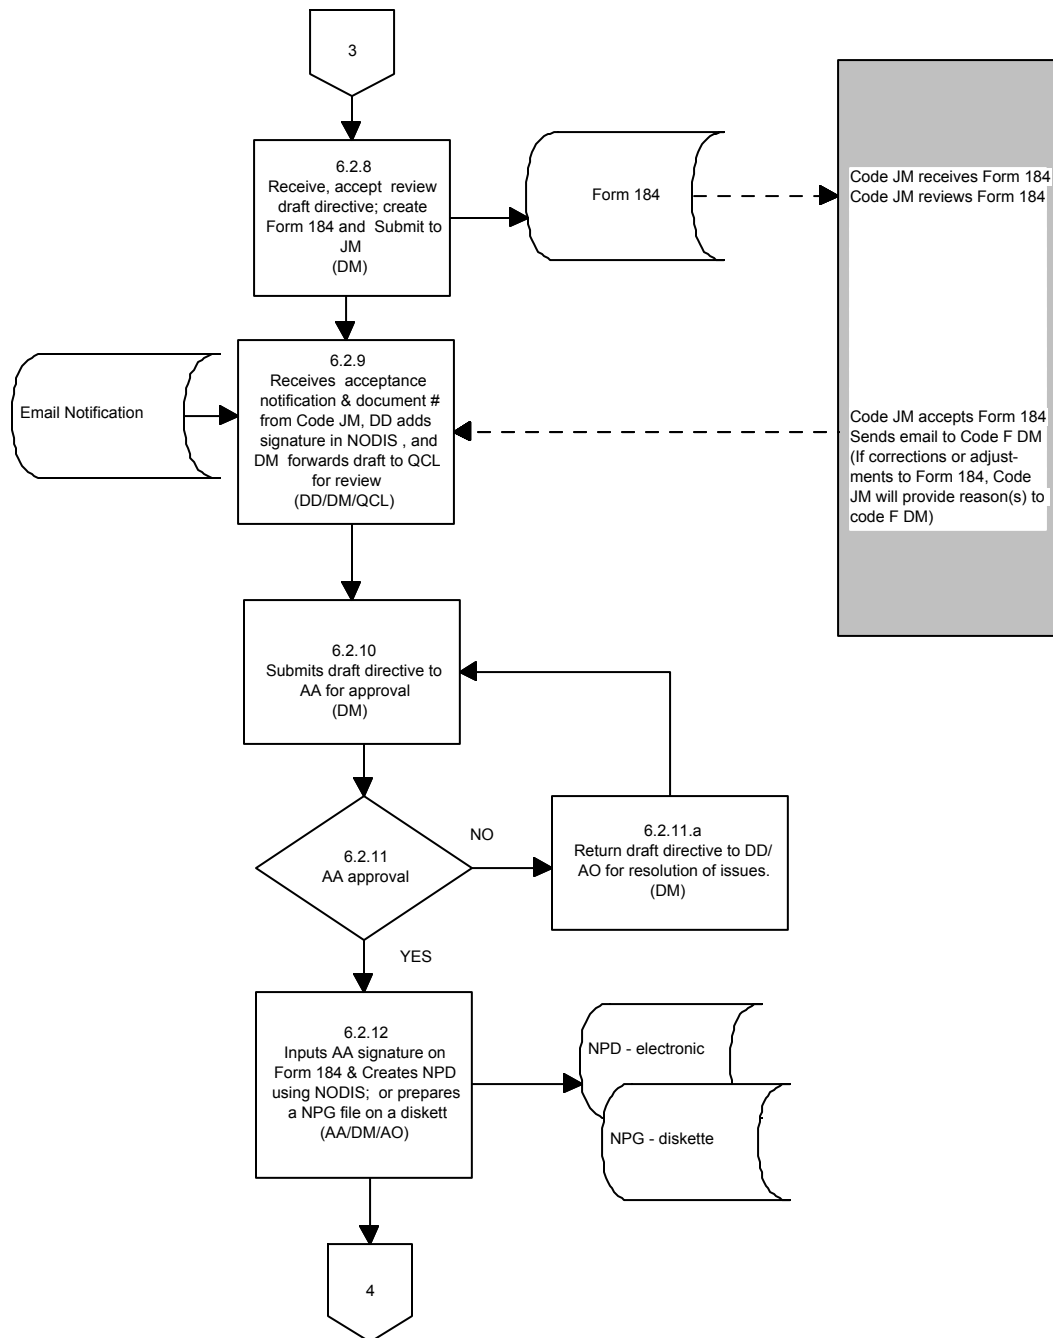 3
6.2.8
Receive, accept review
draft directive; create
Form 184 and Submit to
JM
(DM)
Form 184
Code JM receives Form 184
Code JM reviews Form 184
6.2.9
Receives acceptance
notification & document #
from Code JM, DD adds
signature in NODIS , and
DM forwards draft to QCL
for review
(DD/DM/QCL)
Email Notification
Code JM accepts Form 184
Sends email to Code F DM
(If corrections or adjust-
ments to Form 184, Code
JM will provide reason(s) to
code F DM)
6.2.10
Submits draft directive to
AA for approval
(DM)
6.2.11
AA approval
NO
6.2.11.a
Return draft directive to DD/
AO for resolution of issues.
(DM)
YES
6.2.12
Inputs AA signature on
Form 184 & Creates NPD
using NODIS; or prepares
a NPG file on a diskett
(AA/DM/AO)
NPD - electronic
NPG - diskette
4